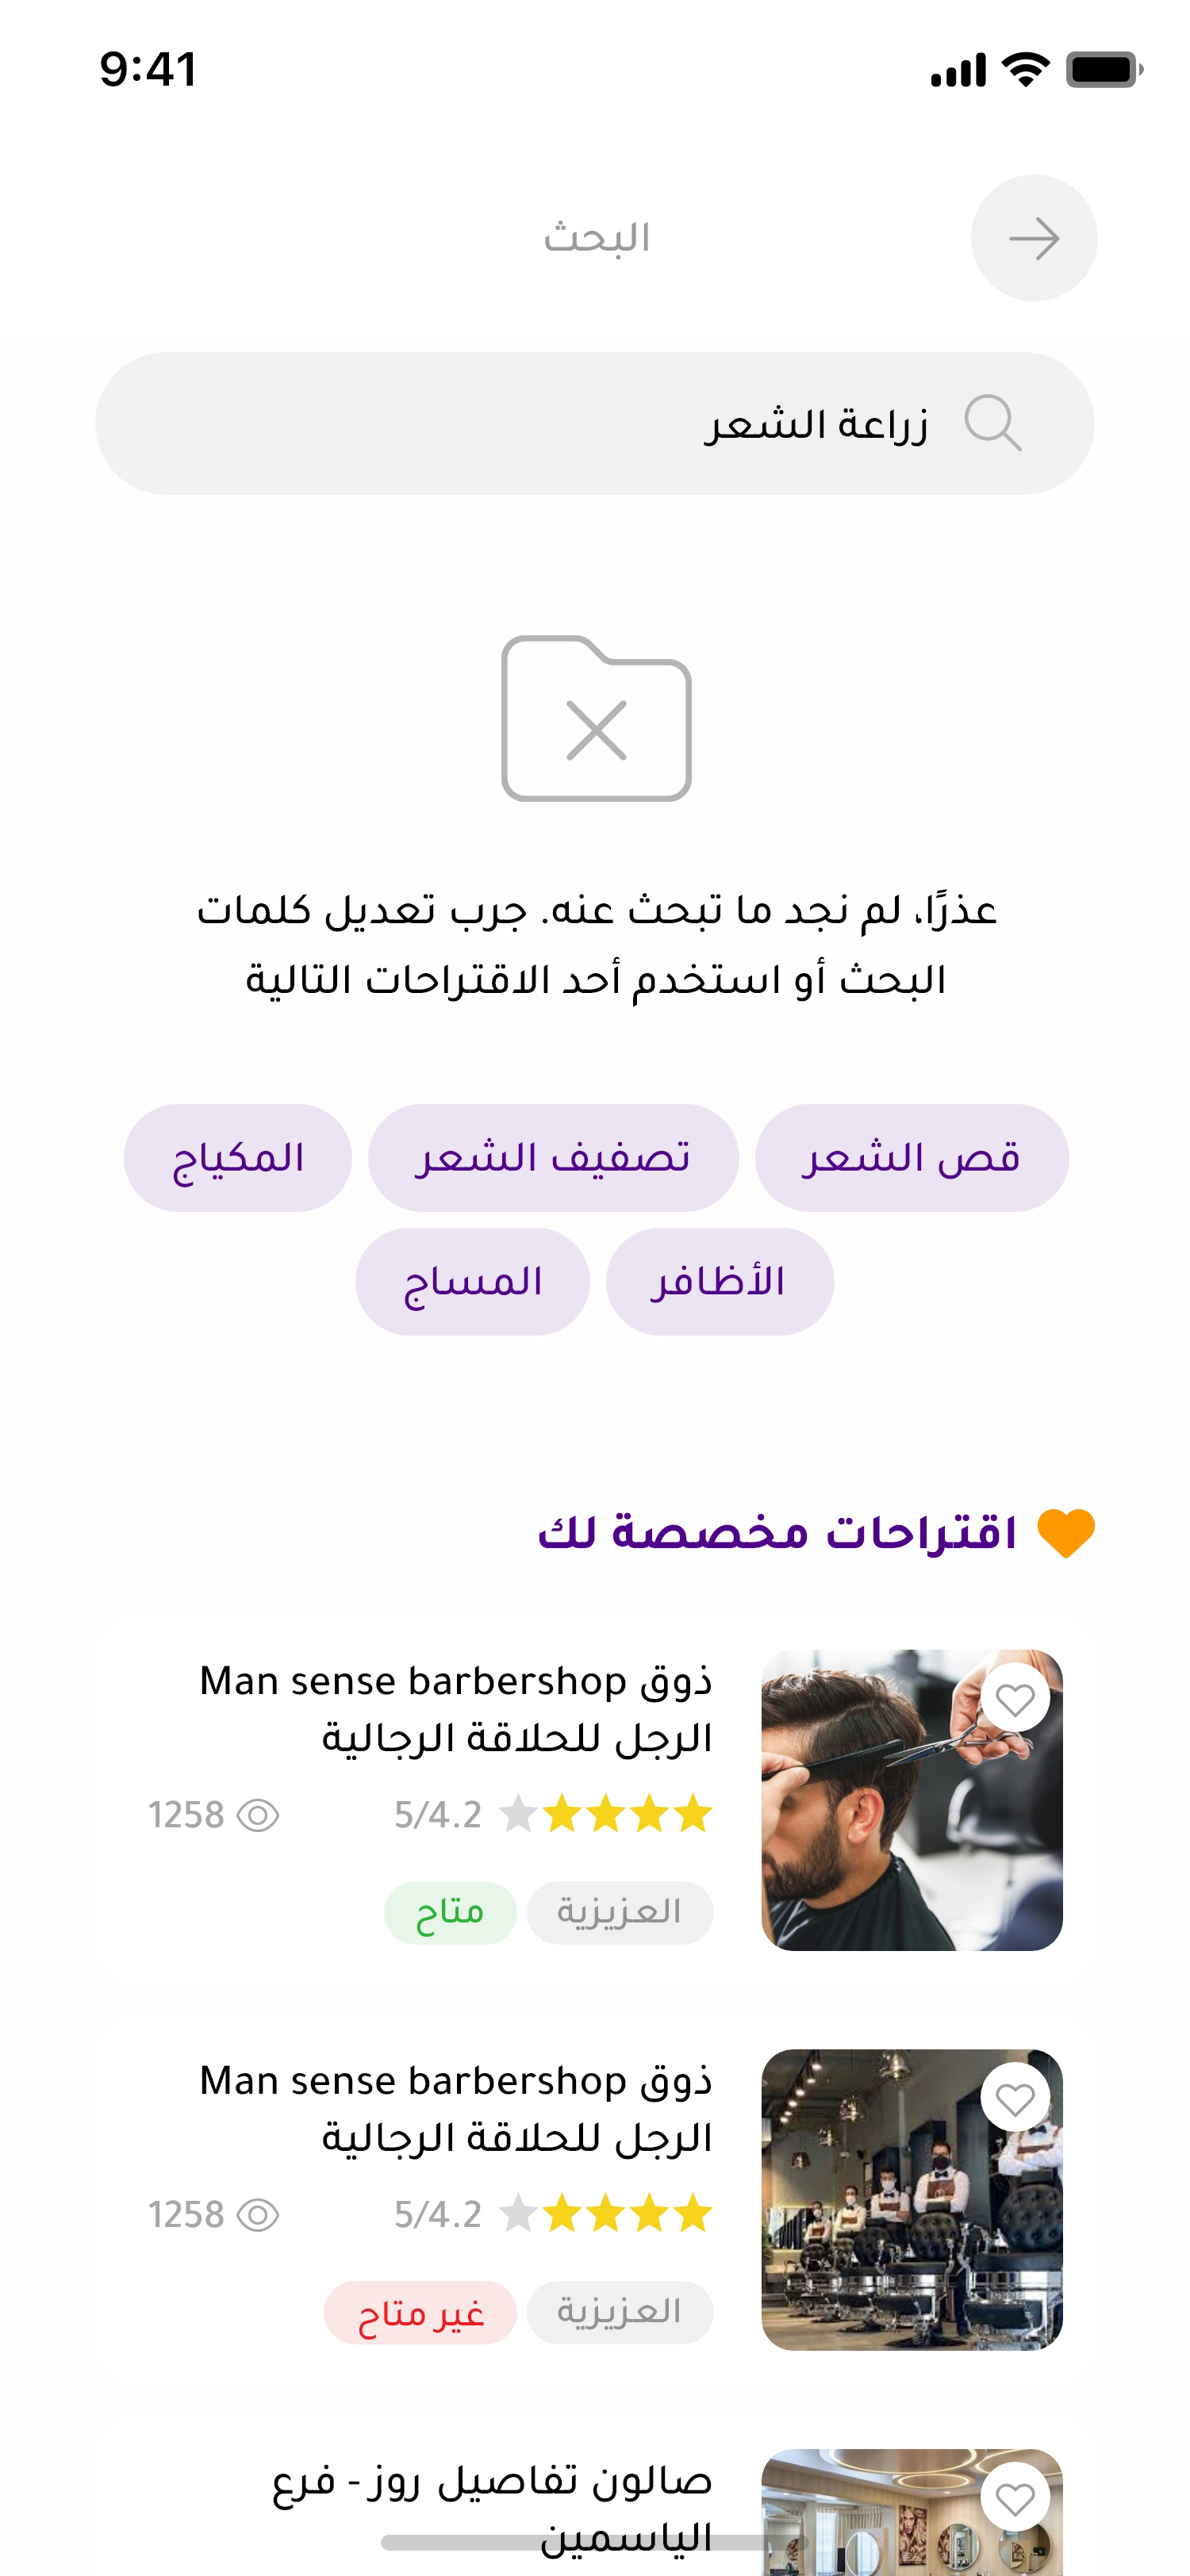 9:41
البحث
زراعة الشعر
عذرًا، لم نجد ما تبحث عنه. جرب تعديل كلمات
البحث أو استخدم أحد الاقتراحات التالية
قص الشعر
تصفيف الشعر
المكياج
الأظافر
المساج
اقتراحات مخصصة لك
ذوق Man sense barbershop
الرجل للحلاقة الرجالية
5/4.2
1258
العزيزية
متاح
ذوق Man sense barbershop
الرجل للحلاقة الرجالية
5/4.2
1258
العزيزية
غير متاح
صالون تفاصيل روز - فرع
الياسمين